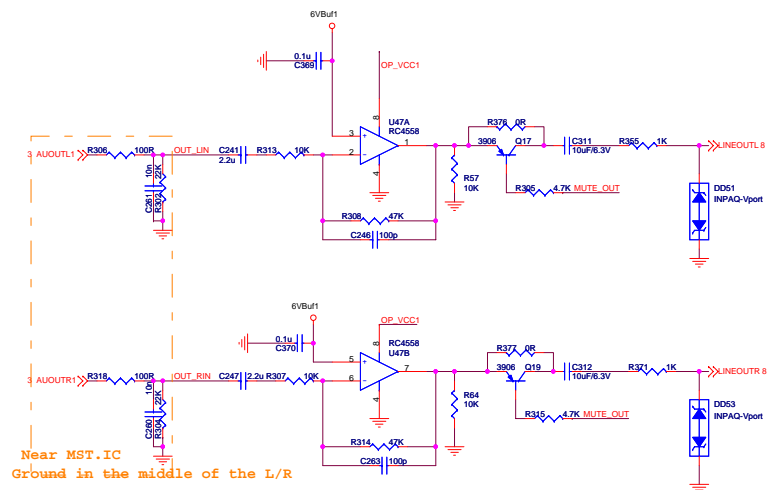 6VBuf1
0.1u
C369
OP_VCC1
8
U47A
RC4558
3
+
2
-
1
4
3 AUOUTL1
R306
100R
OUT_LIN
C241
2.2u
R313
10K
10n
C261
22K
R302
R308
47K
C246
100p
R57
10K
R376
0R
3906
Q17
R305
4.7K
MUTE_OUT
C311
10uF/6.3V
R355
1K
LINEOUTL 8
DD51
INPAQ-Vport
6VBuf1
0.1u
C370
OP_VCC1
8
RC4558
U47B
5
+
6
-
7
4
3 AUOUTR1
R318
100R
OUT_RIN
C247
2.2u
R307
10K
10n
C260
22K
R304
R314
47K
C263
100p
R64
10K
R377
0R
3906
Q19
R315
4.7K
MUTE_OUT
C312
10uF/6.3V
R371
1K
LINEOUTR 8
DD53
INPAQ-Vport
Near MST.IC
Ground in the middle of the L/R